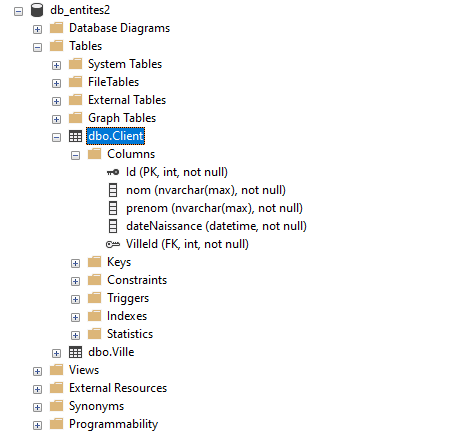 db_entites2
Database Diagrams
Tables
System Tables
FileTables
External Tables
Graph Tables
dbo.Client
Columns
Id (PK, int, not null)
nom (nvarchar(max), not null)
prenom (nvarchar(max), not null)
dateNaissance (datetime, not null)
VilleId (FK, int, not null)
Keys
Constraints
Triggers
Indexes
Statistics
dbo.Ville
Views
External Resources
Synonyms
Programmability